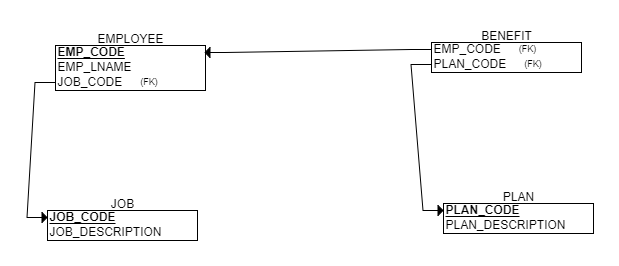 EMPLOYEE
EMP_CODE
EMP_LNAME
JOB_CODE (FK)
BENEFIT
EMP_CODE (FK)
PLAN_CODE (FK)
JOB
JOB_CODE
JOB_DESCRIPTION
PLAN
PLAN_CODE
PLAN_DESCRIPTION